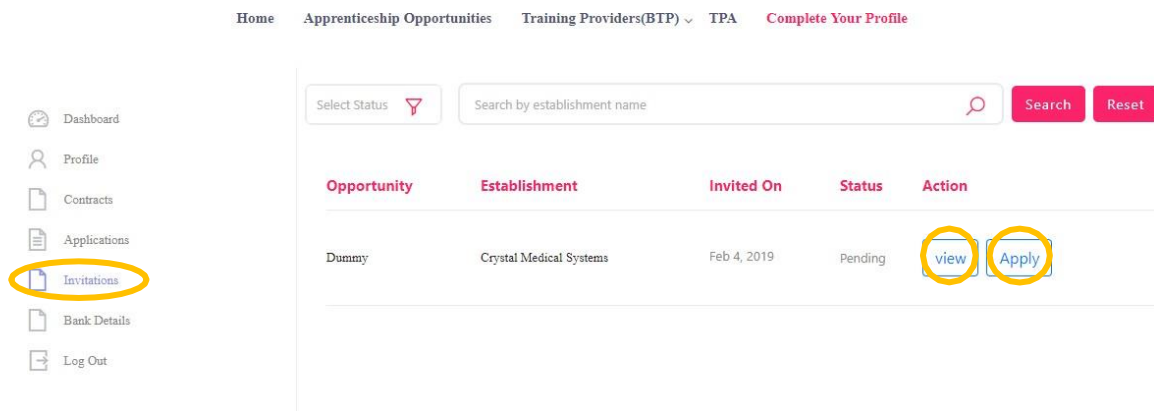 Home Apprenticeship Opportunities Training Providers(BTP) TPA Complete Your Profile
Select Status Search by establishment name Search Reset
Dashboard
Profile
Contracts
Applications
Invitations
Bank Details
Log Out
Opportunity Establishment Invited On Status Action
Dummy Crystal Medical Systems Feb 4, 2019 Pending view Apply